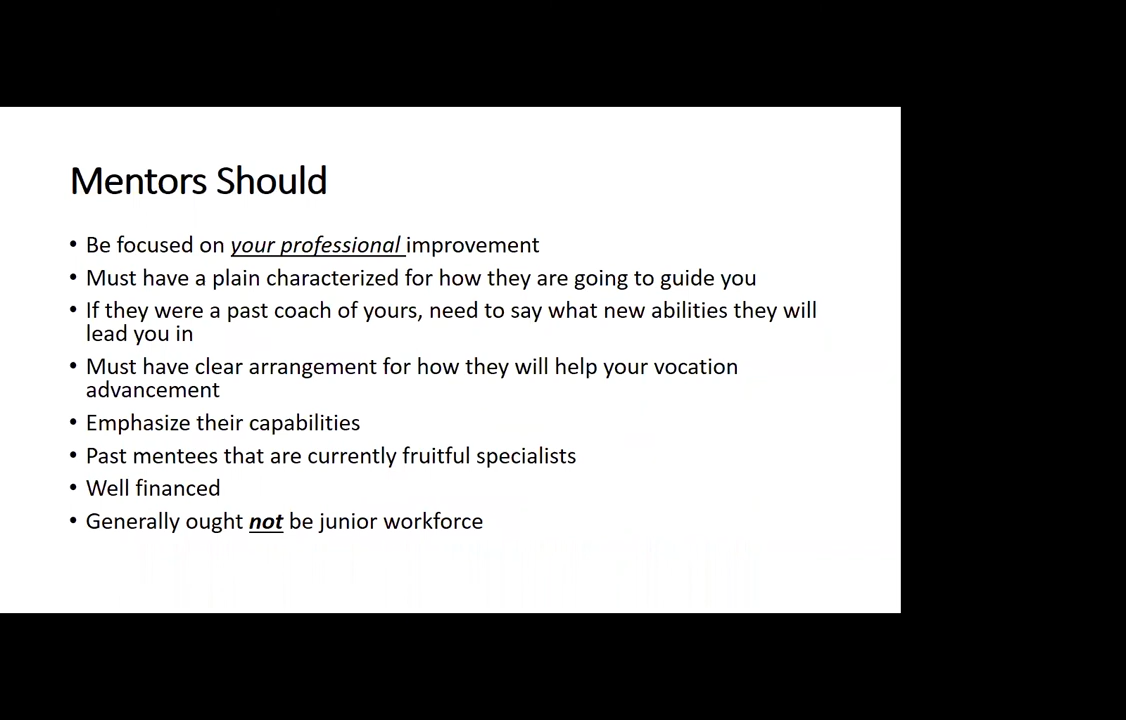 Mentors Should
• Be focused on your professional improvement
• Must have a plain characterized for how they are going to guide you
• If they were a past coach of yours, need to say what new abilities they will
lead you in
• Must have clear arrangement for how they will help your vocation
advancement
• Emphasize their capabilities
• Past mentees that are currently fruitful specialists
• Well financed
• Generally ought not be junior workforce